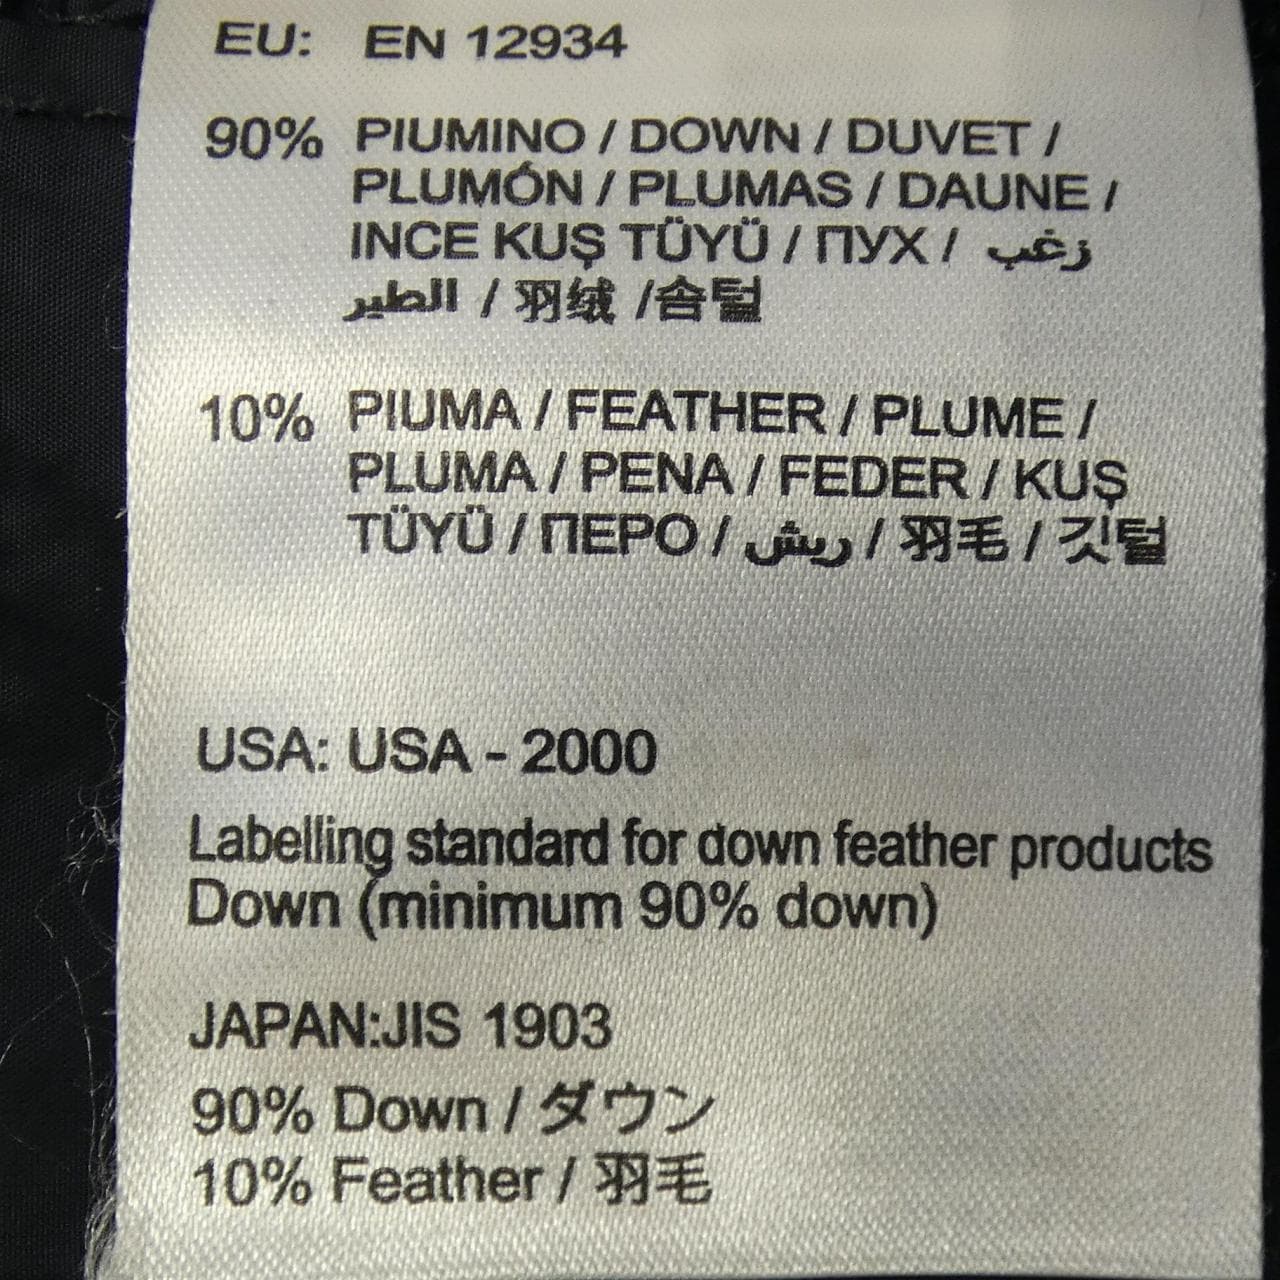 EU: EN 12934
90% PIUMINO / DOWN / DUVET /
PLUMÓN / PLUMAS / DAUNE /
INCE KUŞ TÜYÜ / ПУХ / زغب
الطير / 羽绒 /솜털
10% PIUMA / FEATHER / PLUME /
PLUMA / PENA / FEDER / KUŞ
TÜYÜ / ПЕРО / ريش / 羽毛 / 깃털
USA: USA - 2000
Labelling standard for down feather products
Down (minimum 90% down)
JAPAN:JIS 1903
90% Down / ダウン
10% Feather / 羽毛